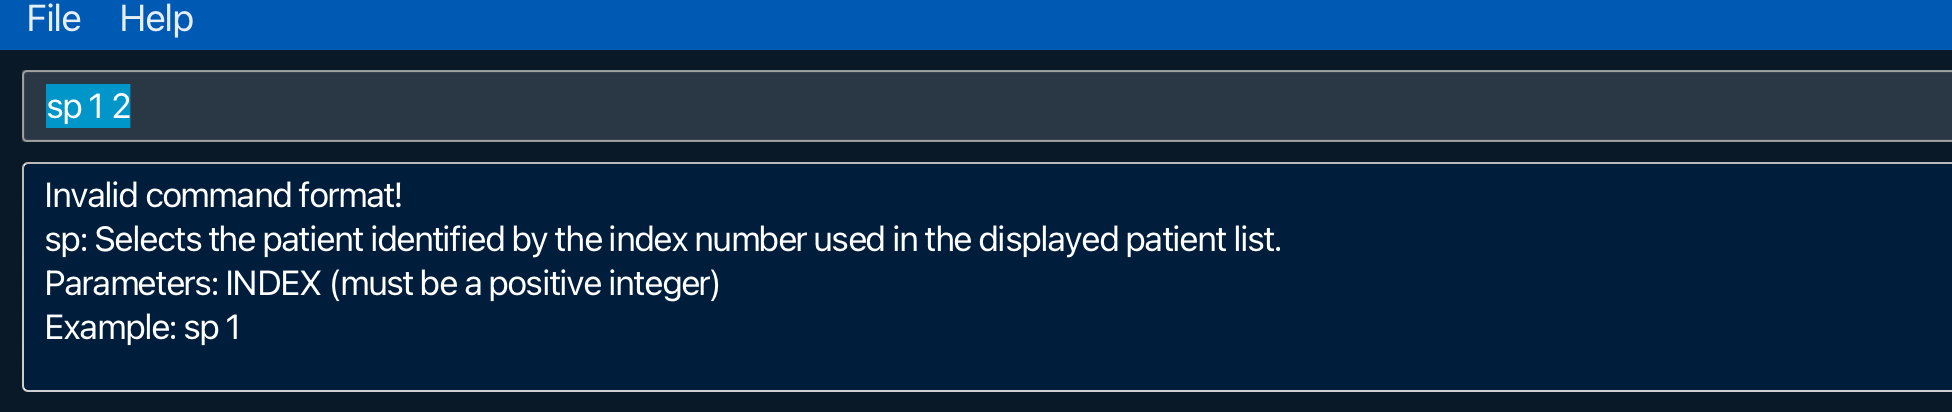 File Help
sp 1 2
Invalid command format!
sp: Selects the patient identified by the index number used in the displayed patient list.
Parameters: INDEX (must be a positive integer)
Example: sp 1